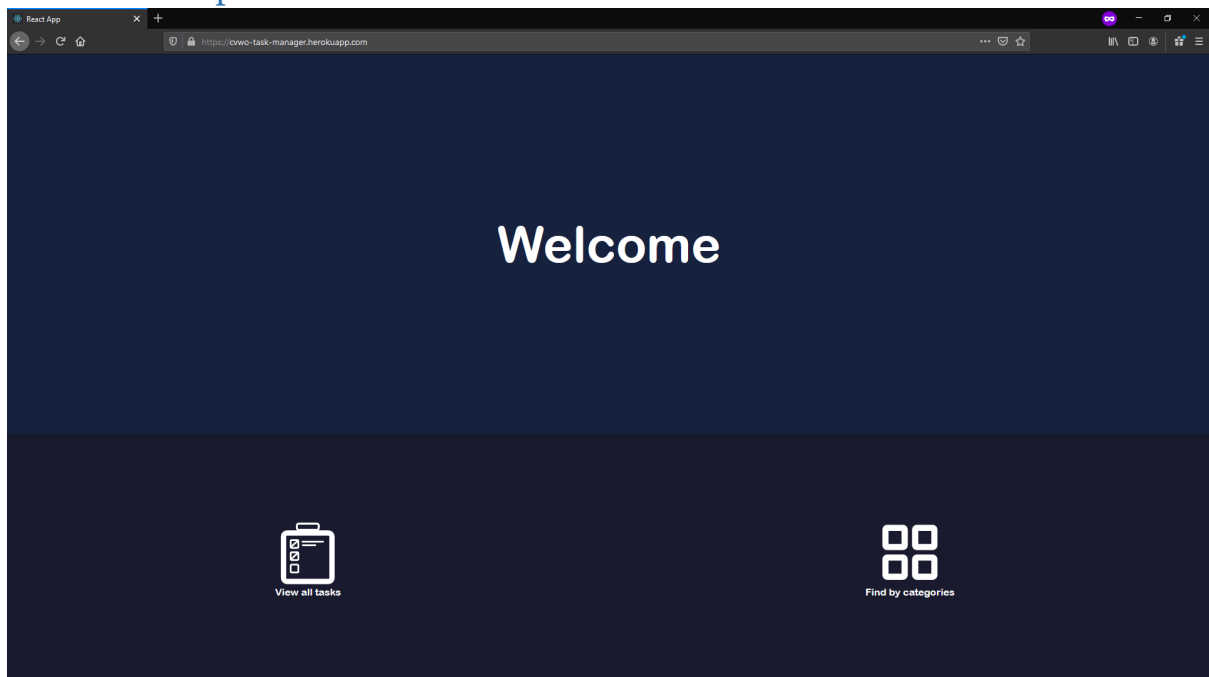 React App
https://cvwo-task-manager.herokuapp.com
Welcome
View all tasks
Find by categories